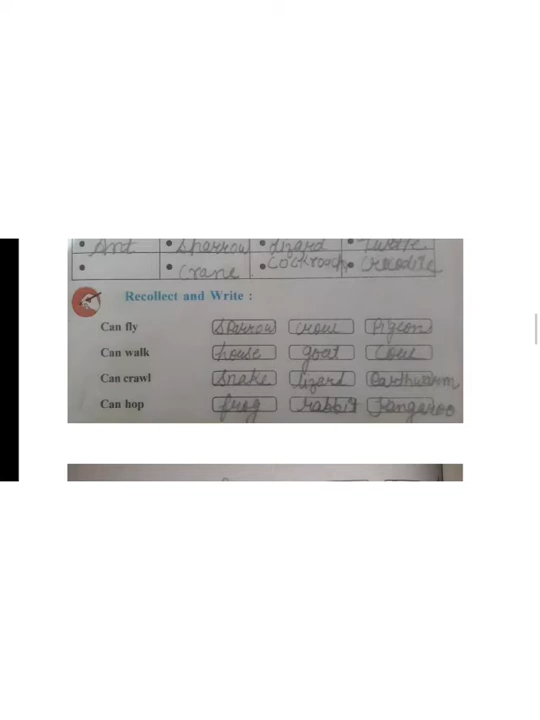 • Ant • Sparrow • Lizard • Turtle
• • Crane • Cockroach • Crocodile
Recollect and Write :
Can fly sparrow crow Pigeon
Can walk house goat Cow
Can crawl snake lizard Earthworm
Can hop frog rabbit Kangaroo